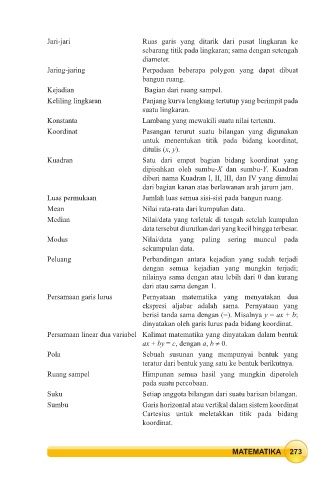 Jari-jari Ruas garis yang ditarik dari pusat lingkaran ke
sebarang titik pada lingkaran; sama dengan setengah
diameter.
Jaring-jaring Perpaduan beberapa polygon yang dapat dibuat
bangun ruang.
Kejadian Bagian dari ruang sampel.
Keliling lingkaran Panjang kurva lengkung tertutup yang berimpit pada
suatu lingkaran.
Konstanta Lambang yang mewakili suatu nilai tertentu.
Koordinat Pasangan terurut suatu bilangan yang digunakan
untuk menentukan titik pada bidang koordinat,
ditulis (x, y).
Kuadran Satu dari empat bagian bidang koordinat yang
dipisahkan oleh sumbu-X dan sumbu-Y. Kuadran
diberi nama Kuadran I, II, III, dan IV yang dimulai
dari bagian kanan atas berlawanan arah jarum jam.
Luas permukaan Jumlah luas semua sisi-sisi pada bangun ruang.
Mean Nilai rata-rata dari kumpulan data.
Median Nilai/data yang terletak di tengah setelah kumpulan
data tersebut diurutkan dari yang kecil hingga terbesar.
Modus Nilai/data yang paling sering muncul pada
sekumpulan data.
Peluang Perbandingan antara kejadian yang sudah terjadi
dengan semua kejadian yang mungkin terjadi;
nilainya sama dengan atau lebih dari 0 dan kurang
dari atau sama dengan 1.
Persamaan garis lurus Pernyataan matematika yang menyatakan dua
ekspresi aljabar adalah sama. Pernyataan yang
berisi tanda sama dengan (=). Misalnya y = ax + b;
dinyatakan oleh garis lurus pada bidang koordinat.
Persamaan linear dua variabel Kalimat matematika yang dinyatakan dalam bentuk
ax + by = c, dengan a, b ≠ 0.
Pola Sebuah susunan yang mempunyai bentuk yang
teratur dari bentuk yang satu ke bentuk berikutnya.
Ruang sampel Himpunan semua hasil yang mungkin diperoleh
pada suatu percobaan.
Suku Setiap anggota bilangan dari suatu barisan bilangan.
Sumbu Garis horizontal atau vertikal dalam sistem koordinat
Cartesius untuk meletakkan titik pada bidang
koordinat.
MATEMATIKA 273